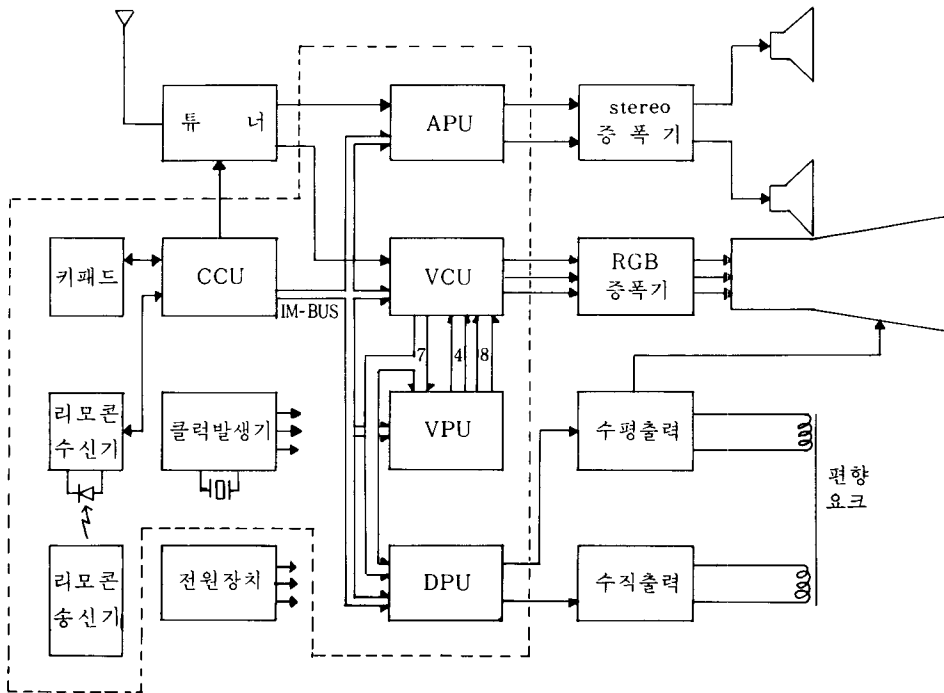 튜 너
APU
stereo
증 폭 기
키패드
CCU
VCU
RGB
증폭기
IM-BUS
7
4
8
리모콘
수신기
클럭발생기
VPU
수평출력
편향
요크
리모콘
송신기
전원장치
DPU
수직출력